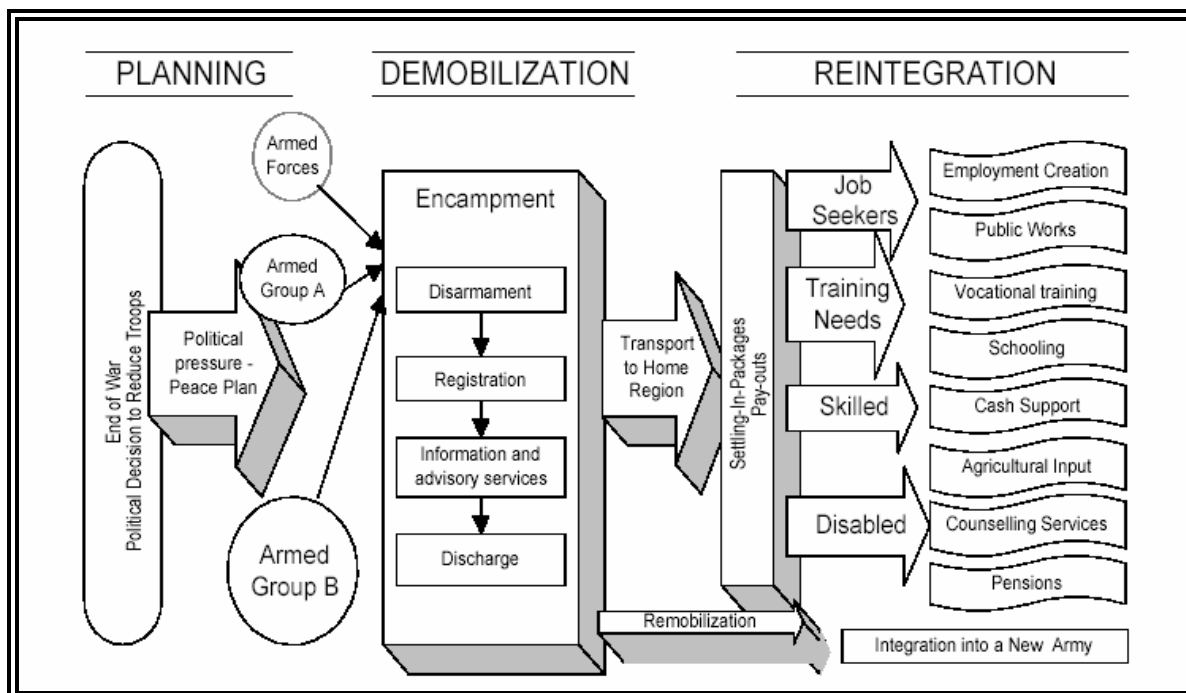 PLANNING
DEMOBILIZATION
REINTEGRATION
End of War
Political Decision to Reduce Troops
Political
pressure -
Peace Plan
Armed
Forces
Armed
Group A
Armed
Group B
Encampment
Disarmament
Registration
Information and
advisory services
Discharge
Transport
to Home
Region
Remobilization
Settling-In-Packages
Pay-outs
Job
Seekers
Training
Needs
Skilled
Disabled
Employment Creation
Public Works
Vocational training
Schooling
Cash Support
Agricultural Input
Counselling Services
Pensions
Integration into a New Army